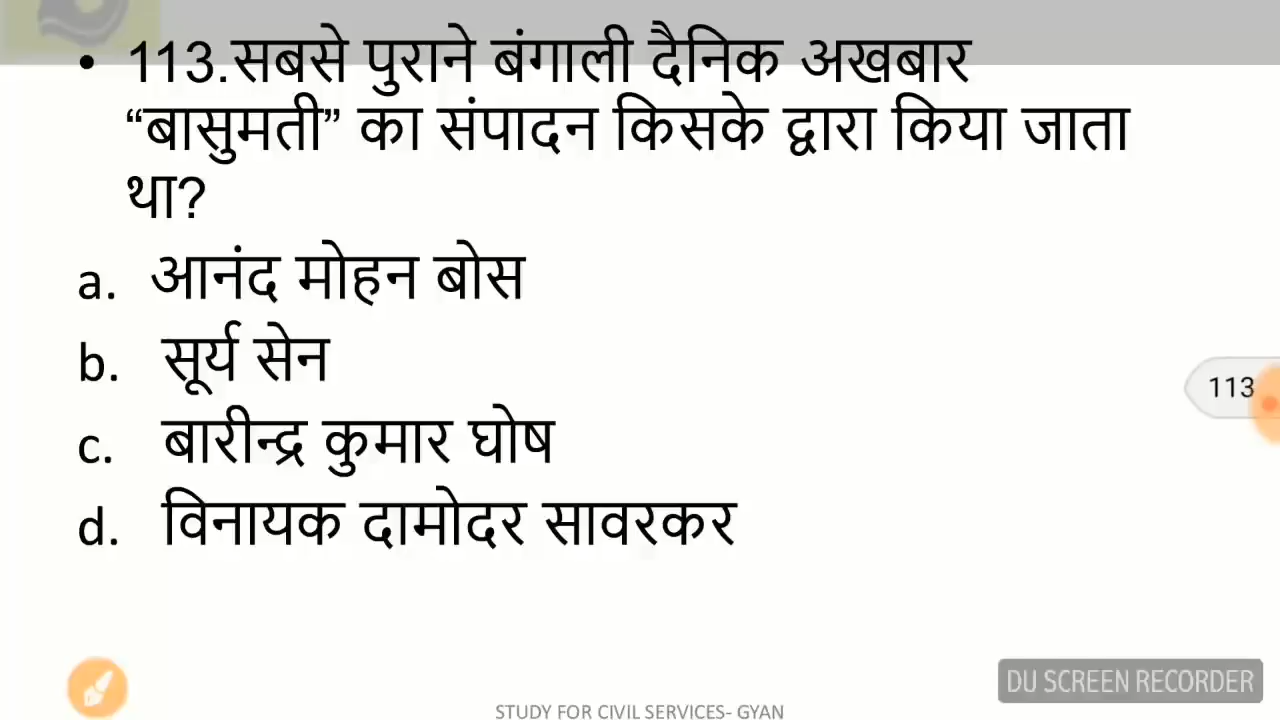 • 113.सबसे पुराने बंगाली दैनिक अखबार
“बासुमती” का संपादन किसके द्वारा किया जाता
था?
a. आनंद मोहन बोस
b. सूर्य सेन
c. बारीन्द्र कुमार घोष
d. विनायक दामोदर सावरकर
113
DU SCREEN RECORDER
STUDY FOR CIVIL SERVICES- GYAN